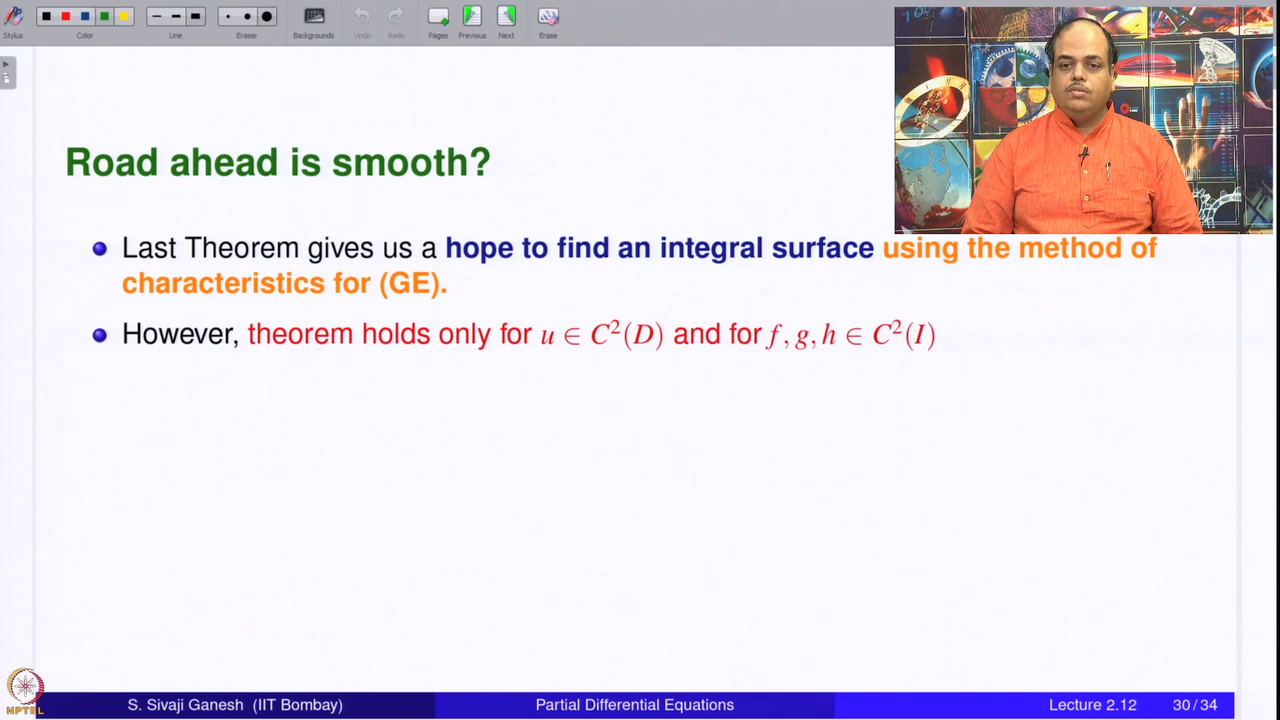 Stylus Color Line Eraser Backgrounds Undo Redo Pages Previous Next Erase
Road ahead is smooth?
Last Theorem gives us a hope to find an integral surface using the method of
characteristics for (GE).
However, theorem holds only for u ∈ C²(D) and for f, g, h ∈ C²(I)
NPTEL
S. Sivaji Ganesh (IIT Bombay) Partial Differential Equations Lecture 2.12 30 / 34